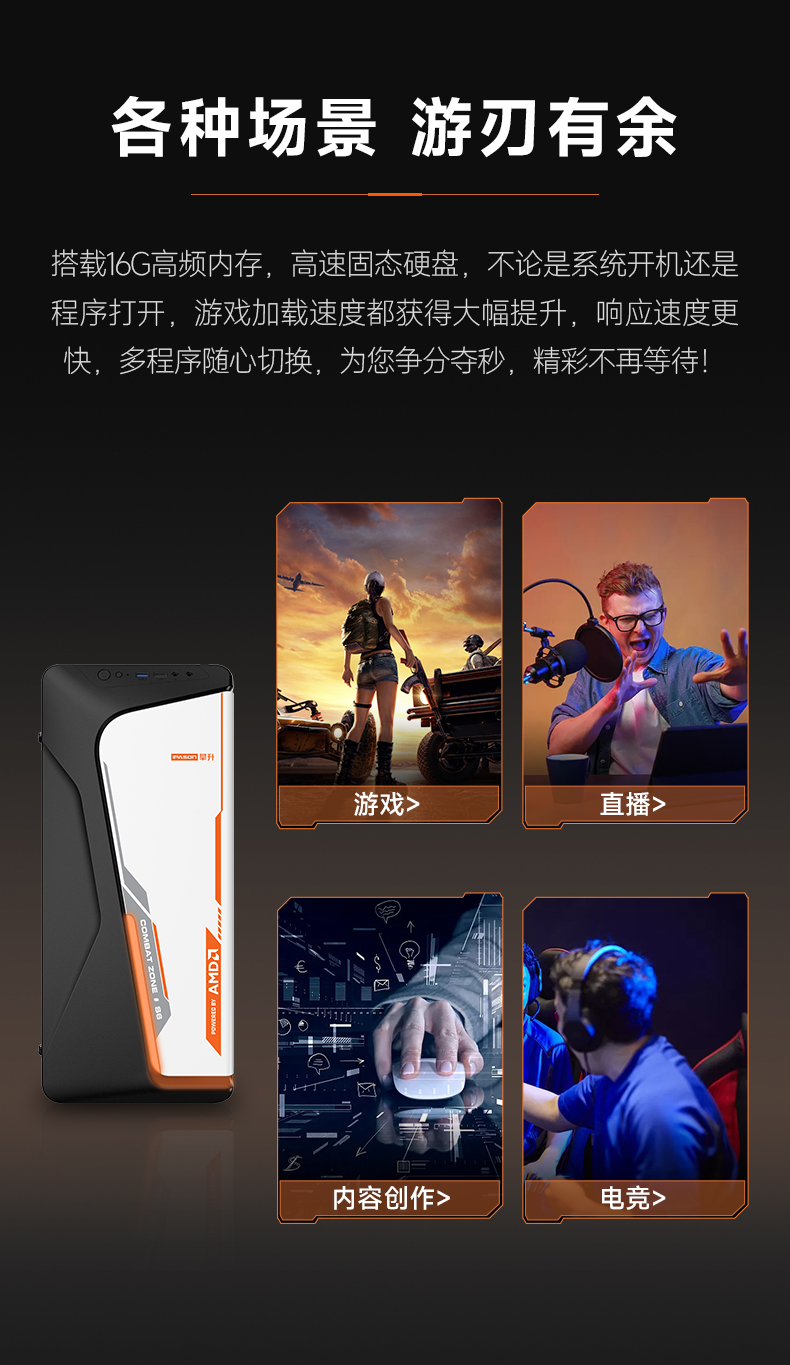 各种场景 游刃有余
搭载16G高频内存，高速固态硬盘，不论是系统开机还是
程序打开，游戏加载速度都获得大幅提升，响应速度更
快，多程序随心切换，为您争分夺秒，精彩不再等待！
游戏>
直播>
IPASON 攀升
COMBAT ZONE
POWERED BY AMD
内容创作>
电竞>